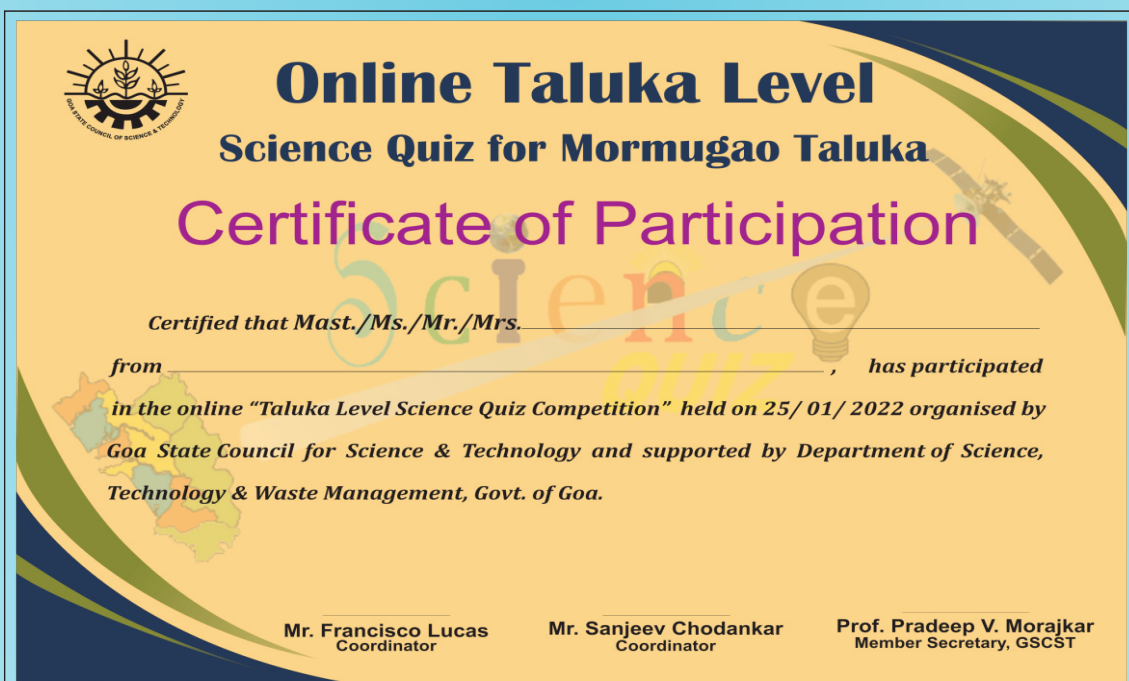 GOA STATE COUNCIL OF SCIENCE & TECHNOLOGY
Online Taluka Level
Science Quiz for Mormugao Taluka
Certificate of Participation
Science
QUIZ
Certified that Mast./Ms./Mr./Mrs.
from , has participated
in the online “Taluka Level Science Quiz Competition” held on 25/ 01/ 2022 organised by
Goa State Council for Science & Technology and supported by Department of Science,
Technology & Waste Management, Govt. of Goa.
Mr. Francisco Lucas
Coordinator
Mr. Sanjeev Chodankar
Coordinator
Prof. Pradeep V. Morajkar
Member Secretary, GSCST